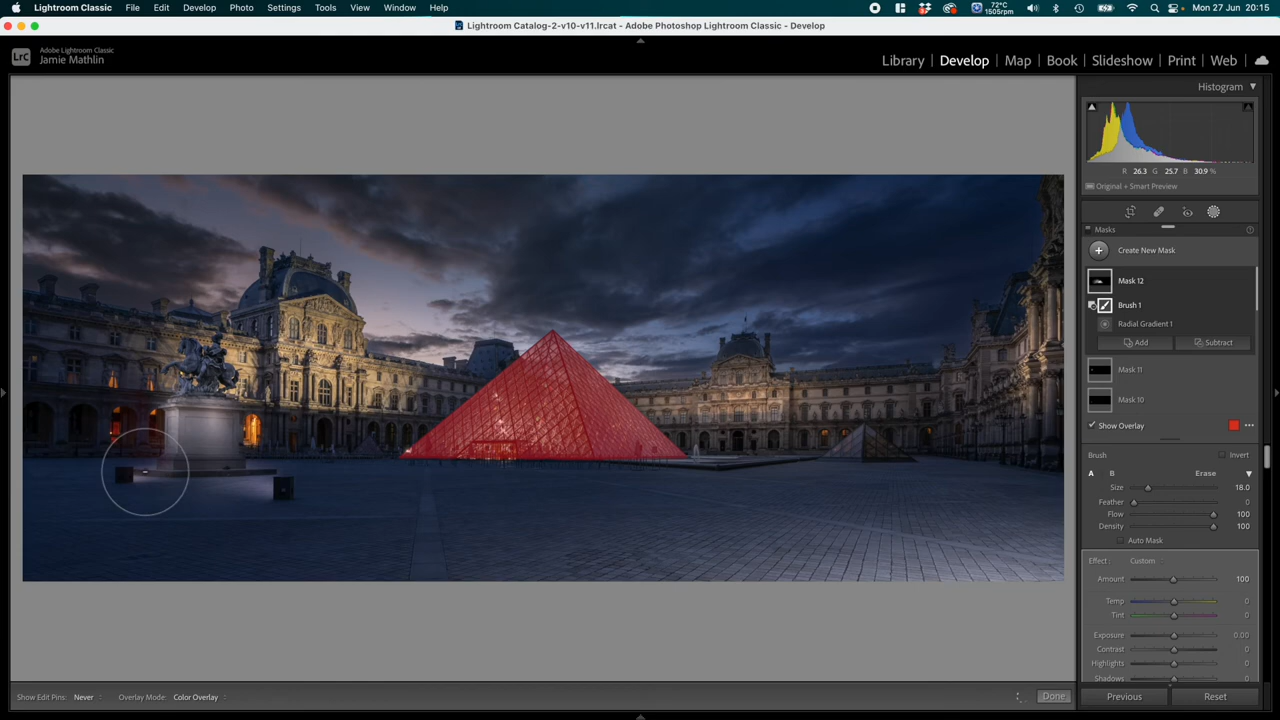 Lightroom Classic File Edit Develop Photo Settings Tools View Window Help 72°C 1505rpm Mon 27 Jun 20:15
Lightroom Catalog-2-v10-v11.lrcat - Adobe Photoshop Lightroom Classic - Develop
LrC Adobe Lightroom Classic
Jamie Mathlin
Library | Develop | Map | Book | Slideshow | Print | Web
Histogram
R 26.3 G 25.7 B 30.9 %
Original + Smart Preview
Masks
Create New Mask
Mask 12
Brush 1
Radial Gradient 1
Add Subtract
Mask 11
Mask 10
Show Overlay
Brush Invert
A B Erase
Size 18.0
Feather 0
Flow 100
Density 100
Auto Mask
Effect : Custom
Amount 100
Temp 0
Tint 0
Exposure 0.00
Contrast 0
Highlights 0
Shadows 0
Show Edit Pins: Never Overlay Mode: Color Overlay Done Previous Reset